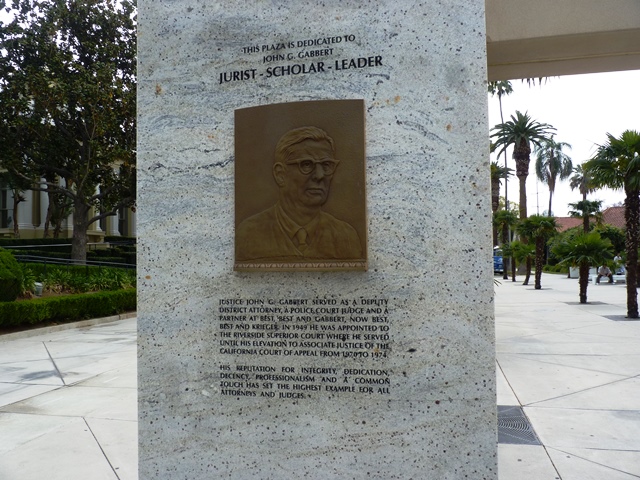 THIS PLAZA IS DEDICATED TO
JOHN G. GABBERT
JURIST - SCHOLAR - LEADER
JUSTICE JOHN G. GABBERT SERVED AS A DEPUTY
DISTRICT ATTORNEY, A POLICE COURT JUDGE AND A
PARTNER AT BEST, BEST AND GABBERT, NOW BEST,
BEST AND KRIEGER. IN 1949 HE WAS APPOINTED TO
THE RIVERSIDE SUPERIOR COURT WHERE HE SERVED
UNTIL HIS ELEVATION TO ASSOCIATE JUSTICE OF THE
CALIFORNIA COURT OF APPEAL FROM 1970 TO 1974.
HIS REPUTATION FOR INTEGRITY, DEDICATION,
DECENCY, PROFESSIONALISM AND A COMMON
TOUCH HAS SET THE HIGHEST EXAMPLE FOR ALL
ATTORNEYS AND JUDGES.